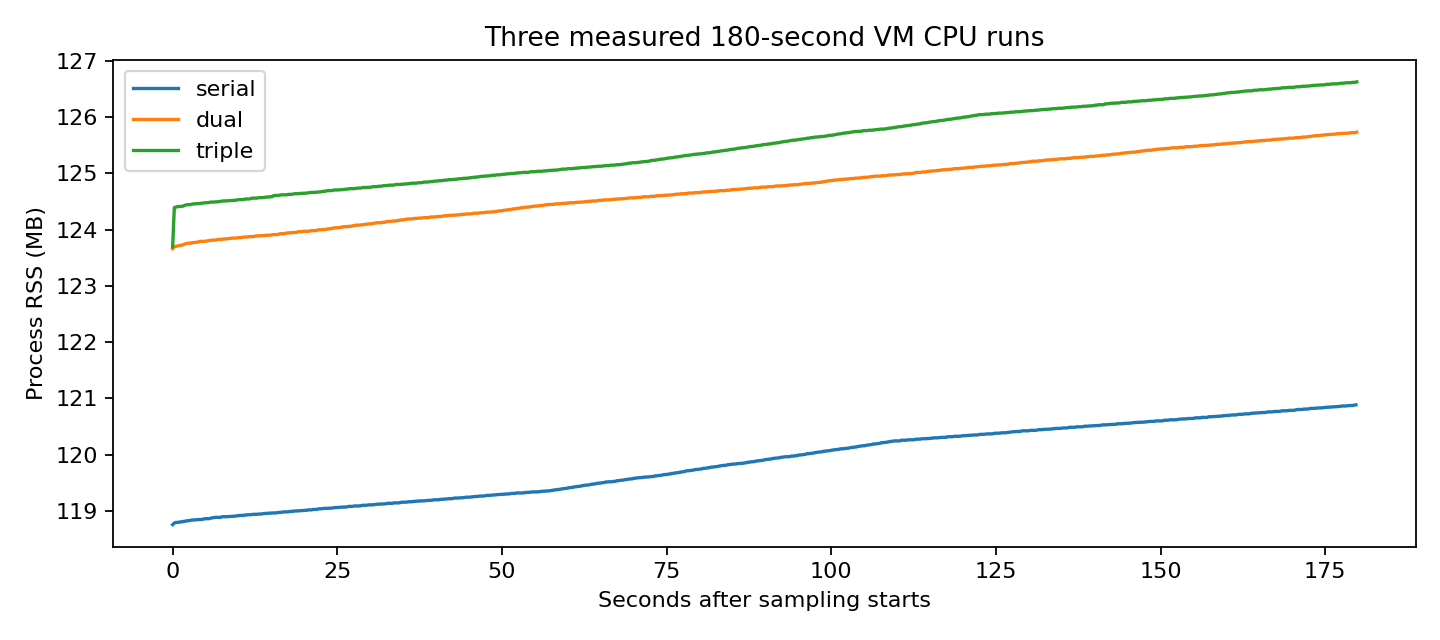 Three measured 180-second VM CPU runs
127
126
125
124
123
122
121
120
119
Process RSS (MB)
serial
dual
triple
0 25 50 75 100 125 150 175
Seconds after sampling starts